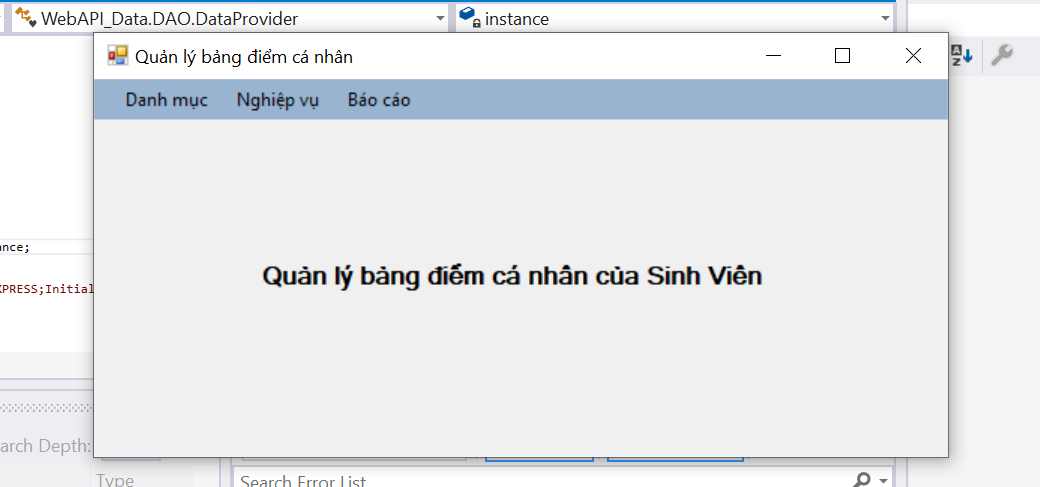 WebAPI_Data.DAO.DataProvider
instance
Quản lý bảng điểm cá nhân
Danh mục
Nghiệp vụ
Báo cáo
Quản lý bảng điểm cá nhân của Sinh Viên
ance;
XPRESS;Initial
arch Depth:
Type
Search Error List